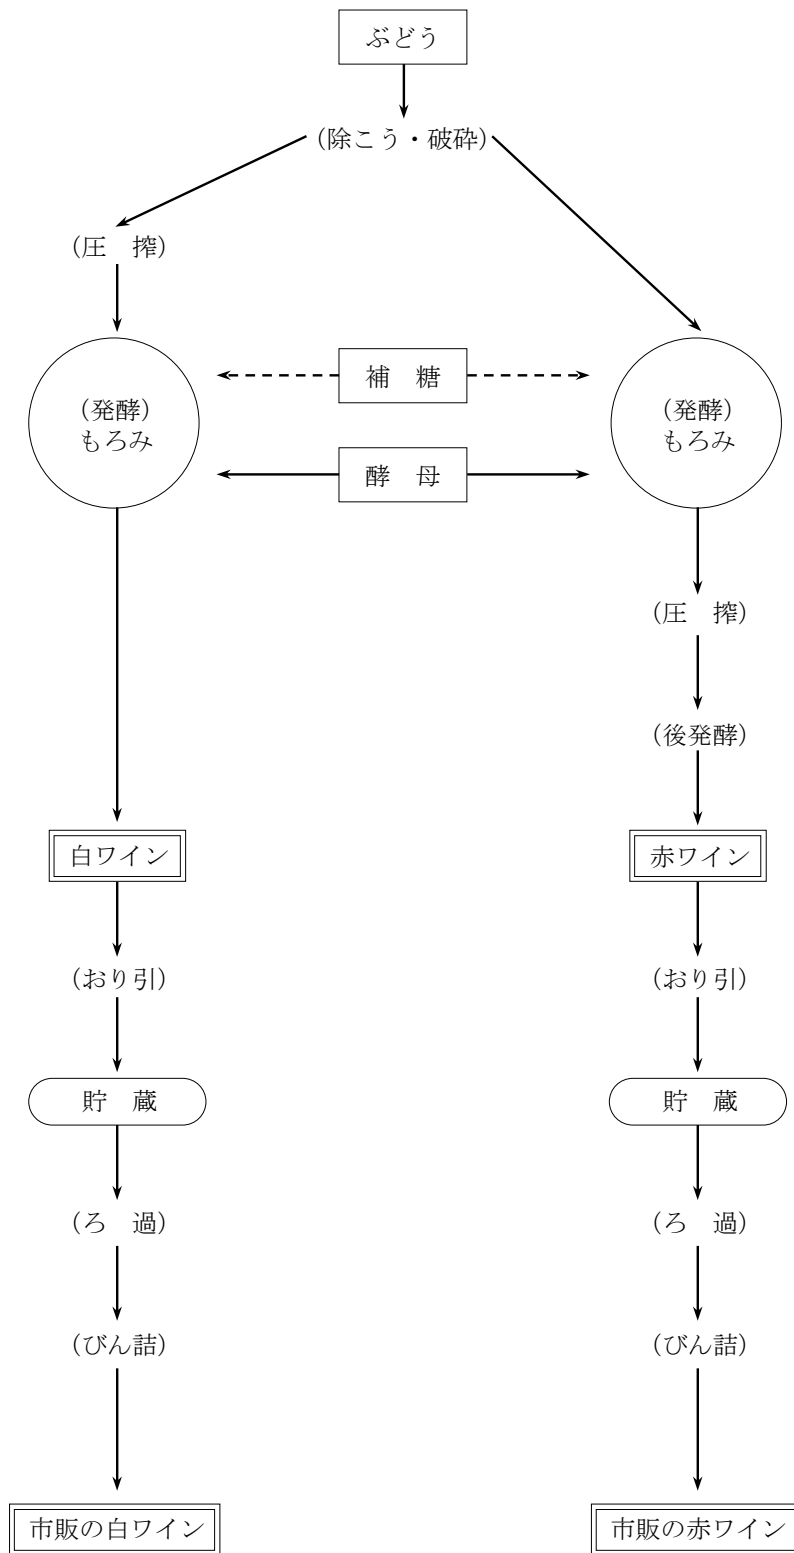 ぶどう
(除こう・破砕)
(圧　搾)
(発酵)
もろみ
補　糖
(発酵)
もろみ
酵　母
(圧　搾)
(後発酵)
白ワイン
赤ワイン
(おり引)
(おり引)
貯　蔵
貯　蔵
(ろ　過)
(ろ　過)
(びん詰)
(びん詰)
市販の白ワイン
市販の赤ワイン